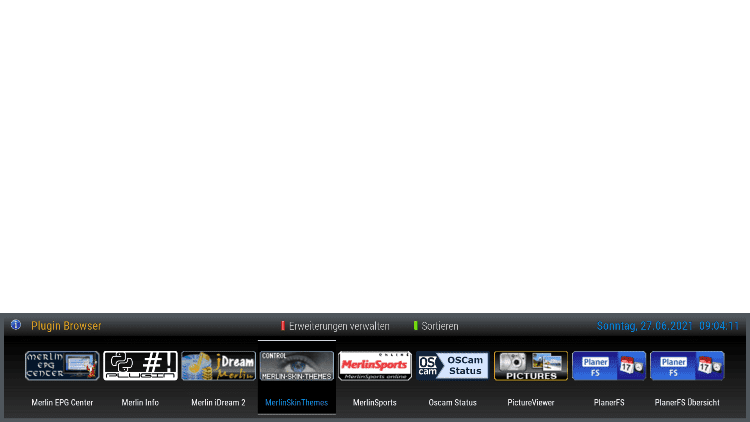 Plugin Browser
Erweiterungen verwalten
Sortieren
Sonntag, 27.06.2021 09:04:11
MERLIN EPG CENTER
#! PLUGIN
iDream Merlin
CONTROL MERLIN-SKIN-THEMES
ONLINE MerlinSports MerlinSports online
OScam OSCam Status
PICTURES
Planer FS 17
Planer FS 17
Merlin EPG Center
Merlin Info
Merlin iDream 2
MerlinSkinThemes
MerlinSports
Oscam Status
PictureViewer
PlanerFS
PlanerFS Übersicht